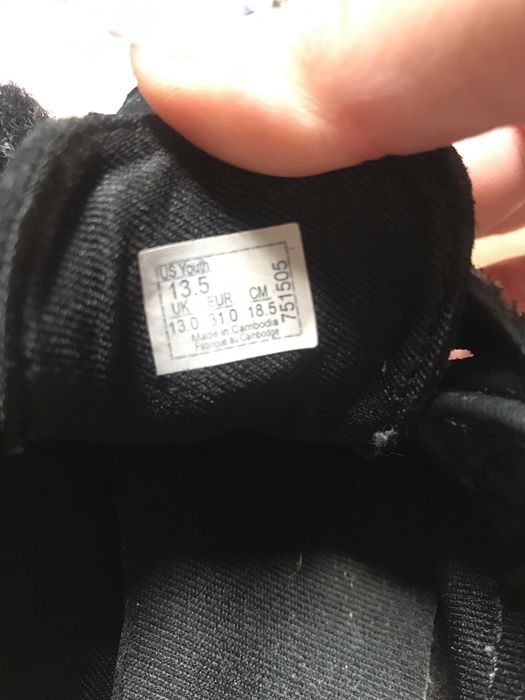 US Youth
13.5
UK EUR CM
13.0 31.0 18.5
Made in Cambodia
Fabriqué au Cambodge
751505